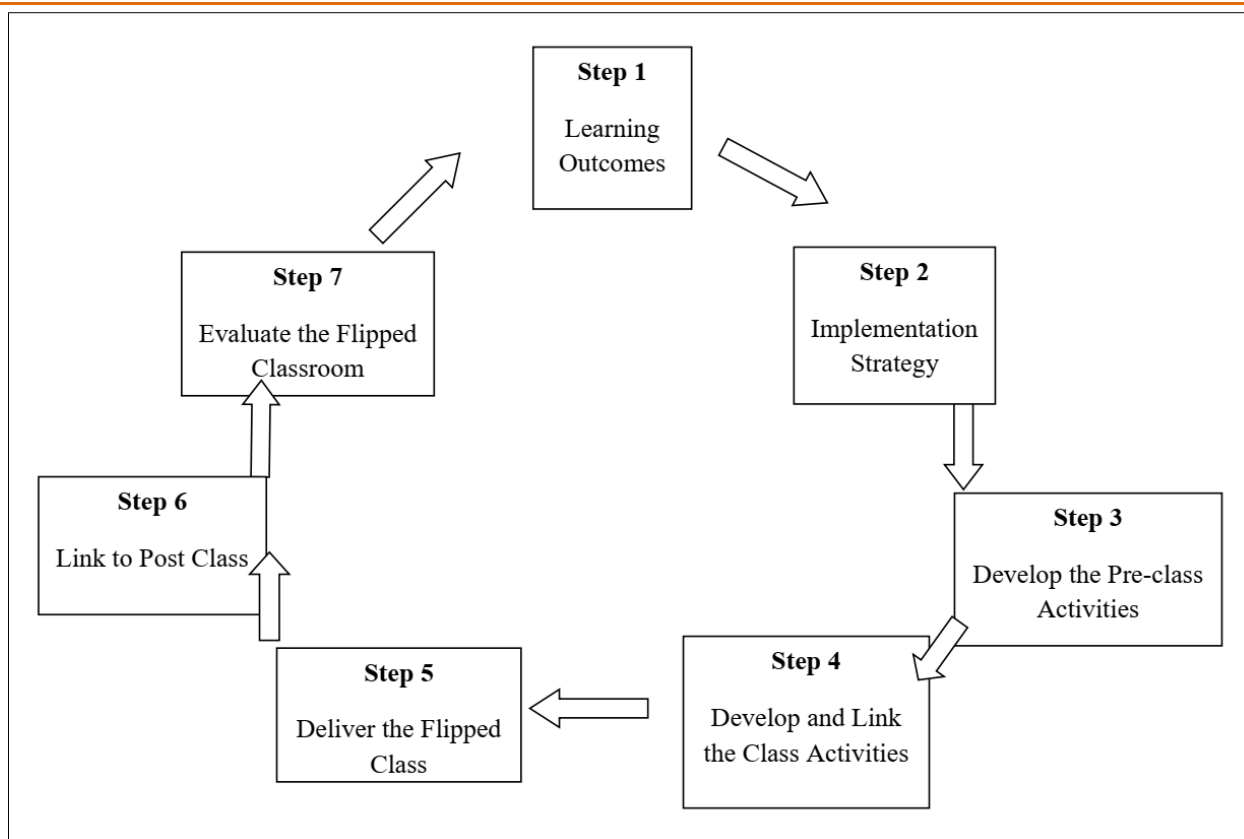 Step 1
Learning
Outcomes
Step 2
Implementation
Strategy
Step 3
Develop the Pre-class
Activities
Step 4
Develop and Link
the Class Activities
Step 5
Deliver the Flipped
Class
Step 6
Link to Post Class
Step 7
Evaluate the Flipped
Classroom